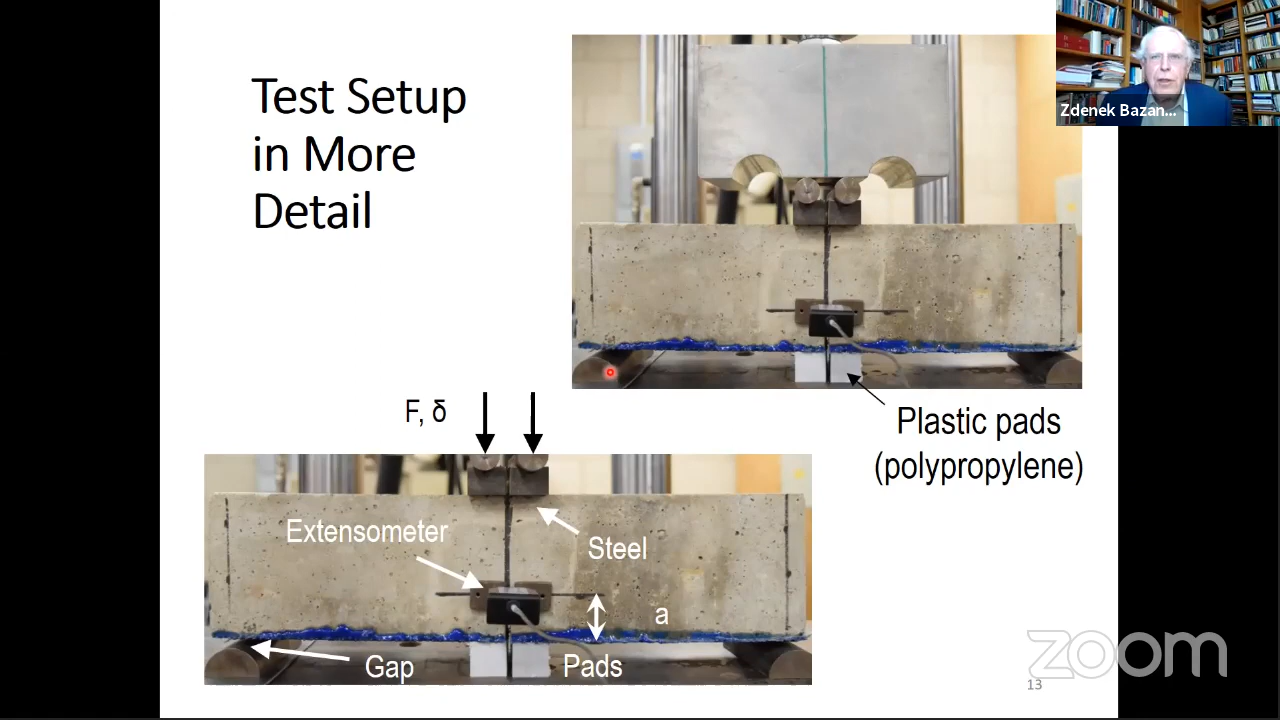 Test Setup
in More
Detail
Zdenek Bazan...
F, δ
Plastic pads
(polypropylene)
Extensometer
Steel
a
Gap
Pads
zoom
13